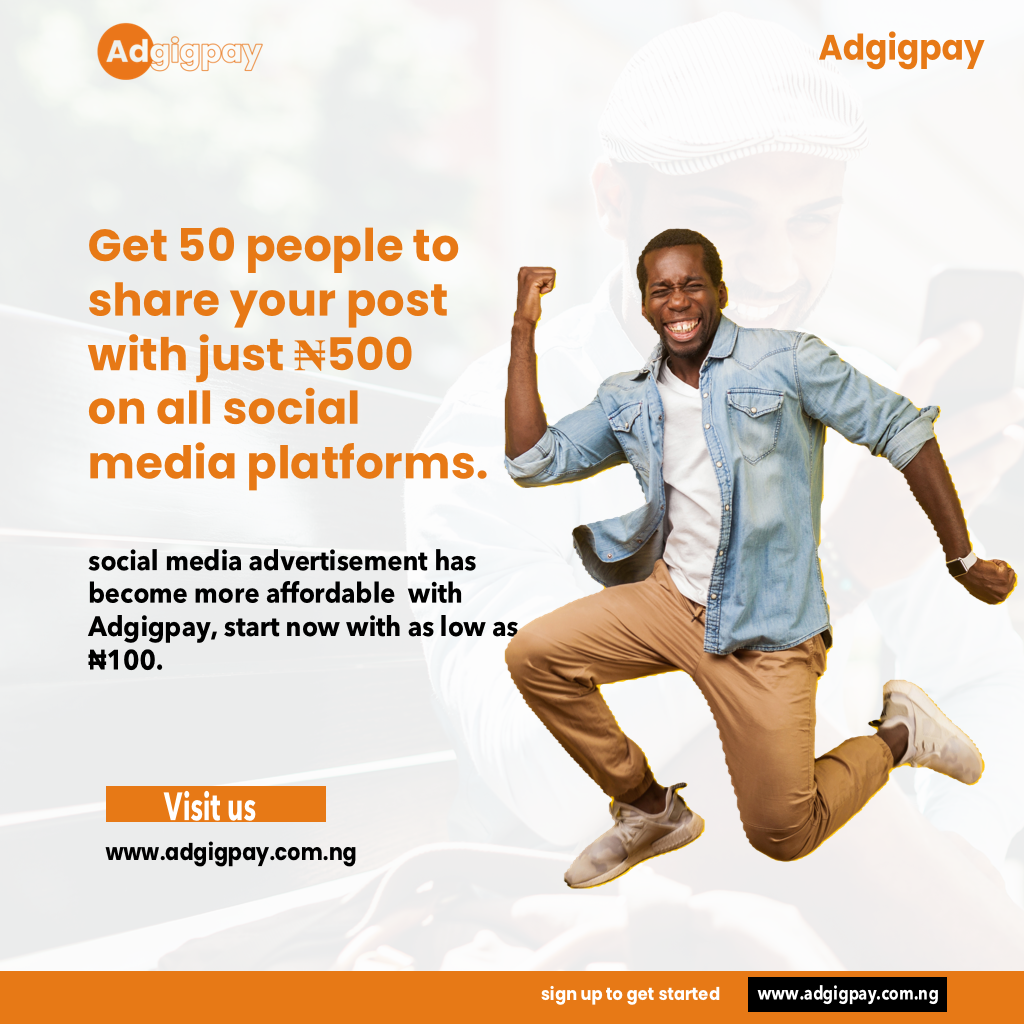 Adgigpay
Adgigpay
Get 50 people to
share your post
with just ₦500
on all social
media platforms.
social media advertisement has
become more affordable with
Adgigpay, start now with as low as
₦100.
Visit us
www.adgigpay.com.ng
sign up to get started
www.adgigpay.com.ng